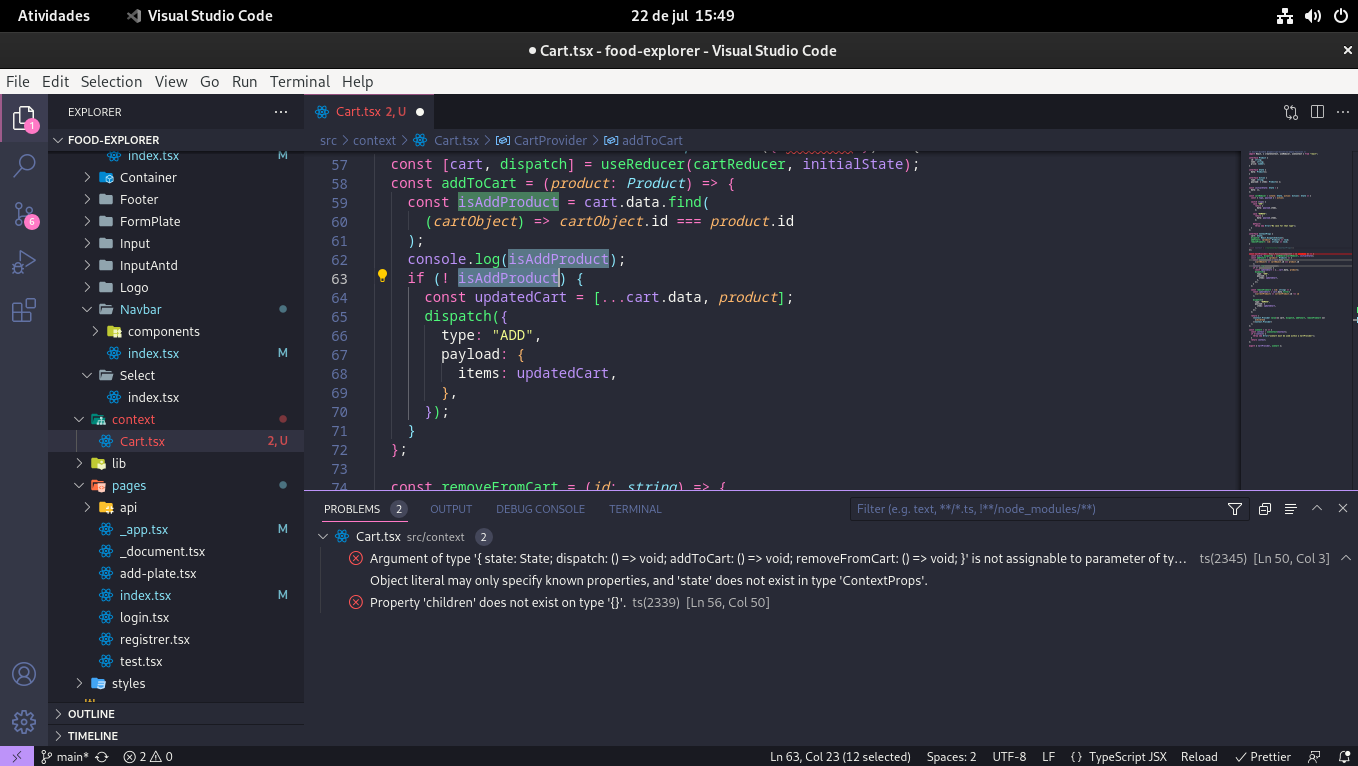 Atividades
Visual Studio Code
22 de jul 15:49
Cart.tsx - food-explorer - Visual Studio Code
File Edit Selection View Go Run Terminal Help
EXPLORER
FOOD-EXPLORER
index.tsx M
Container
Footer
FormPlate
Input
InputAntd
Logo
Navbar
components
index.tsx M
Select
index.tsx
context
Cart.tsx 2, U
lib
pages
api
_app.tsx M
_document.tsx
add-plate.tsx
index.tsx M
login.tsx
registrer.tsx
test.tsx
styles
OUTLINE
TIMELINE
1
6
Cart.tsx 2, U
src > context > Cart.tsx > CartProvider > addToCart
57 const [cart, dispatch] = useReducer(cartReducer, initialState);
58 const addToCart = (product: Product) => {
59 const isAddProduct = cart.data.find(
60 (cartObject) => cartObject.id === product.id
61 );
62 console.log(isAddProduct);
63 if (! isAddProduct) {
64 const updatedCart = [...cart.data, product];
65 dispatch({
66 type: "ADD",
67 payload: {
68 items: updatedCart,
69 },
70 });
71 }
72 };
73
74 const removeFromCart = (id: string) => {
PROBLEMS 2 OUTPUT DEBUG CONSOLE TERMINAL
Filter (e.g. text, **/*.ts, !**/node_modules/**)
Cart.tsx src/context 2
Argument of type '{ state: State; dispatch: () => void; addToCart: () => void; removeFromCart: () => void; }' is not assignable to parameter of ty... ts(2345) [Ln 50, Col 3]
Object literal may only specify known properties, and 'state' does not exist in type 'ContextProps'.
Property 'children' does not exist on type '{}'. ts(2339) [Ln 56, Col 50]
main* 2 0
Ln 63, Col 23 (12 selected) Spaces: 2 UTF-8 LF {} TypeScript JSX Reload Prettier